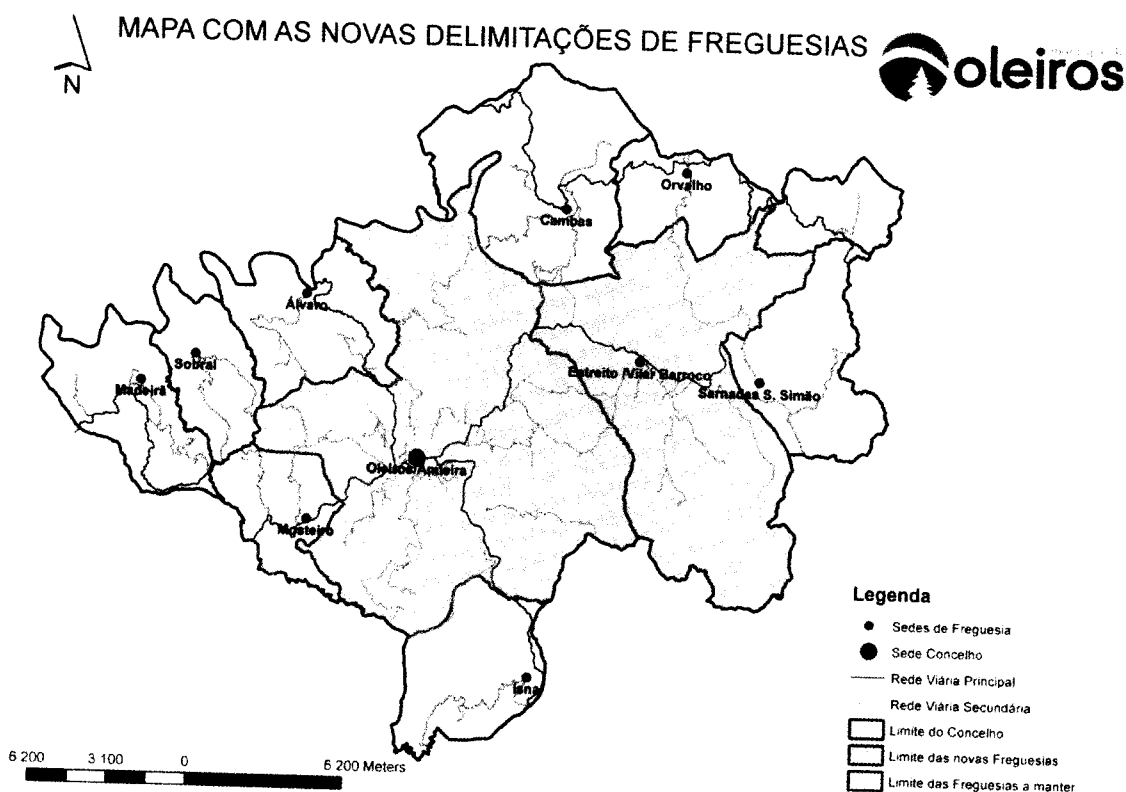 MAPA COM AS NOVAS DELIMITAÇÕES DE FREGUESIAS
oleiros
N
Orvalho
Cambas
Álvaro
Sobral
Madeirã
Estreito /Vilar Barroco
Sarnadas S. Simão
Oleiros/Amieira
Mosteiro
Isna
Legenda
Sedes de Freguesia
Sede Concelho
Rede Viária Principal
Rede Viária Secundária
Limite do Concelho
Limite das novas Freguesias
Limite das Freguesias a manter
6 200 3 100 0 6 200 Meters